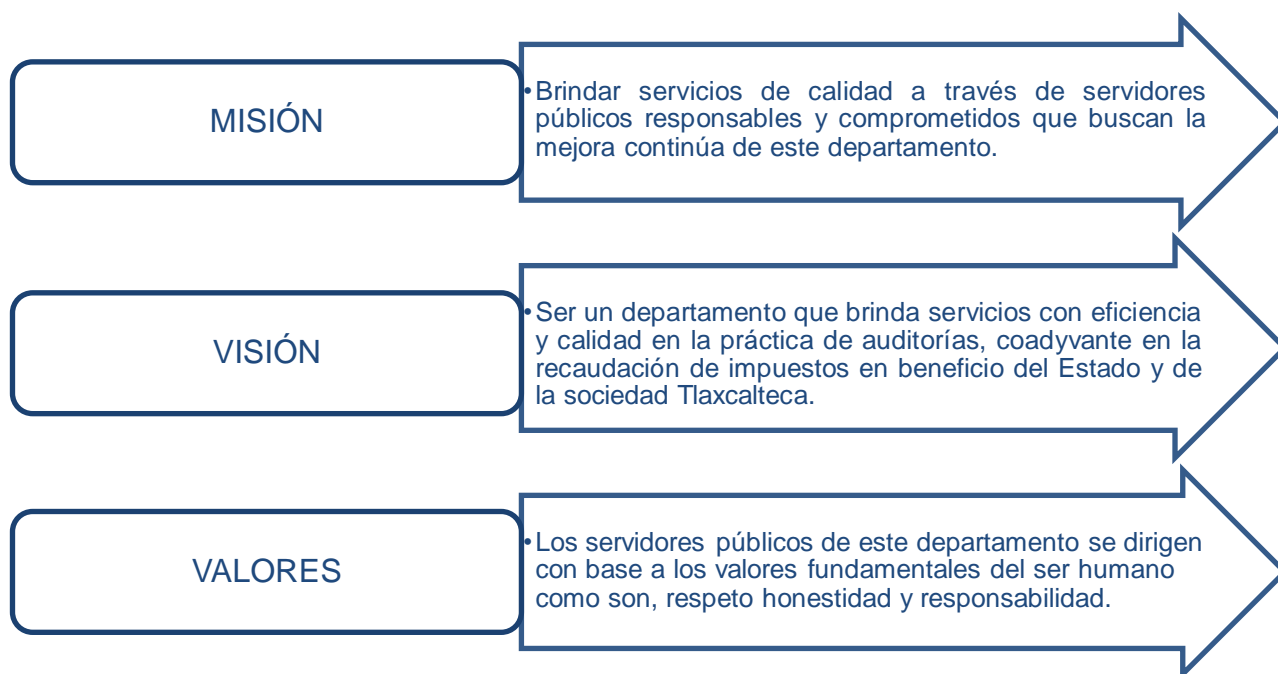 MISIÓN
•Brindar servicios de calidad a través de servidores
públicos responsables y comprometidos que buscan la
mejora continúa de este departamento.
VISIÓN
•Ser un departamento que brinda servicios con eficiencia
y calidad en la práctica de auditorías, coadyvante en la
recaudación de impuestos en beneficio del Estado y de
la sociedad Tlaxcalteca.
VALORES
•Los servidores públicos de este departamento se dirigen
con base a los valores fundamentales del ser humano
como son, respeto honestidad y responsabilidad.